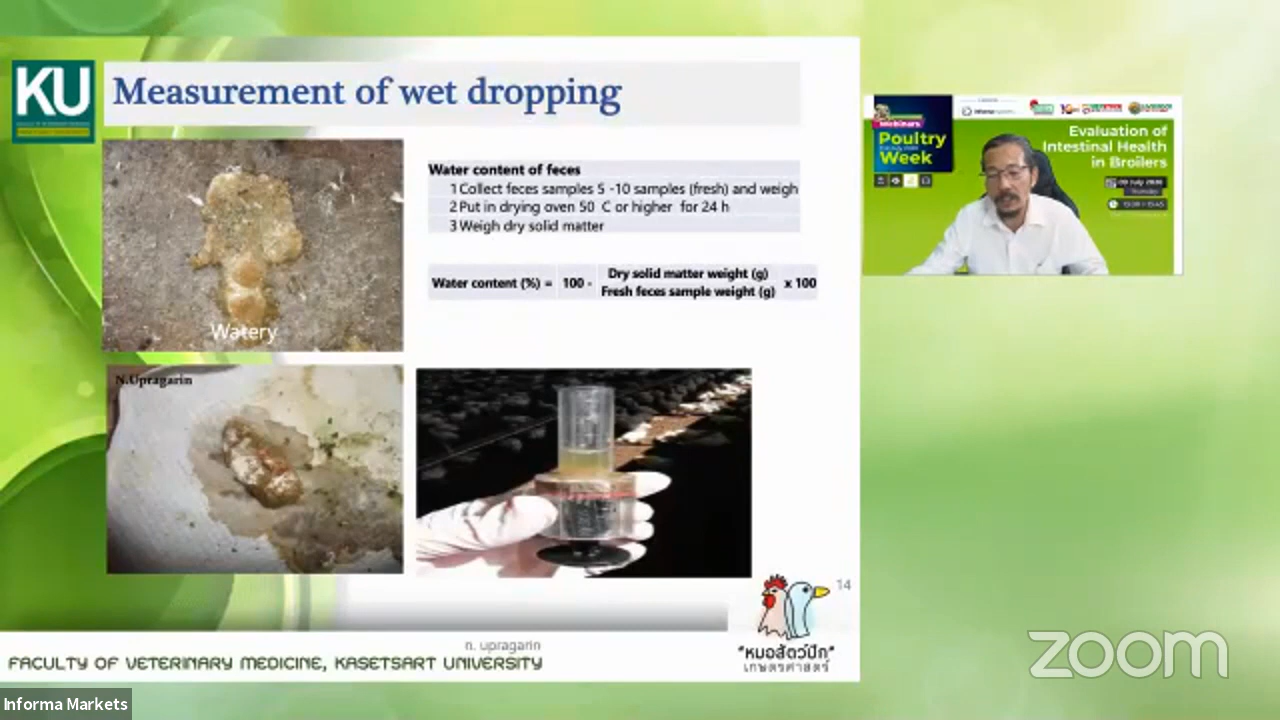 KU
Measurement of wet dropping
Watery
N.Upragarin
Water content of feces
1 Collect feces samples 5 -10 samples (fresh) and weigh
2 Put in drying oven 50 C or higher for 24 h
3 Weigh dry solid matter
Water content (%) = 100 - Dry solid matter weight (g)
Fresh feces sample weight (g) x 100
14
n. upragarin
FACULTY OF VETERINARY MEDICINE, KASETSART UNIVERSITY
"หมอสัตว์ปีก"
เกษตรศาสตร์
Webinars
Poultry
Week
Evaluation of
Intestinal Health
in Broilers
zoom
Informa Markets